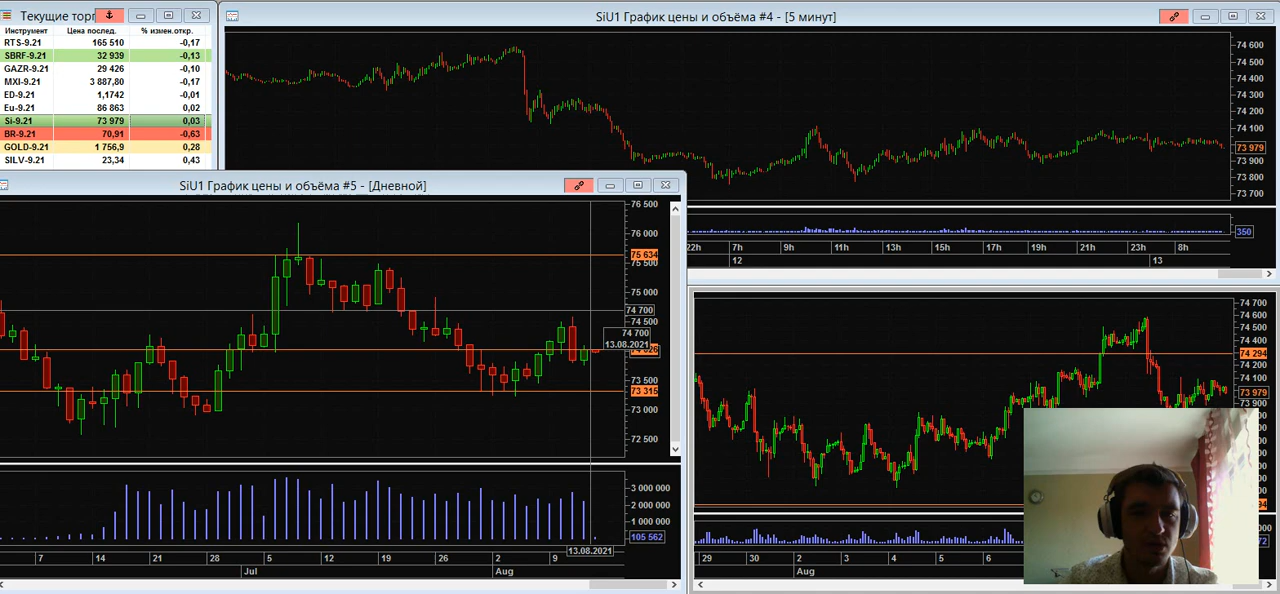 Текущие торг
Инструмент Цена послед. % измен.откр.
RTS-9.21 165 510 -0,17
SBRF-9.21 32 939 -0,13
GAZR-9.21 29 426 -0,10
MXI-9.21 3 887,30 -0,17
ED-9.21 1,1742 -0,01
Eu-9.21 86 863 0,02
Si-9.21 73 979 0,03
BR-9.21 70,91 -0,63
GOLD-9.21 1 756,9 0,28
SILV-9.21 23,34 0,43
SiU1 График цены и объёма #4 - [5 минут]
74 600
74 500
74 400
74 300
74 200
74 100
73 979
73 900
73 800
73 700
350
22h 7h 9h 11h 13h 15h 17h 19h 21h 23h 8h
12 13
SiU1 График цены и объёма #5 - [Дневной]
76 500
76 000
75 634
75 500
75 000
74 700
74 500
74 700
13.08.2021
73 500
73 315
73 000
72 500
3 000 000
2 000 000
1 000 000
105 562
7 14 21 28 5 12 19 26 2 9 13.08.2021
Jul Aug
74 700
74 600
74 500
74 400
74 294
74 200
74 100
73 979
73 900
29 30 2 3 4 5 6
Aug